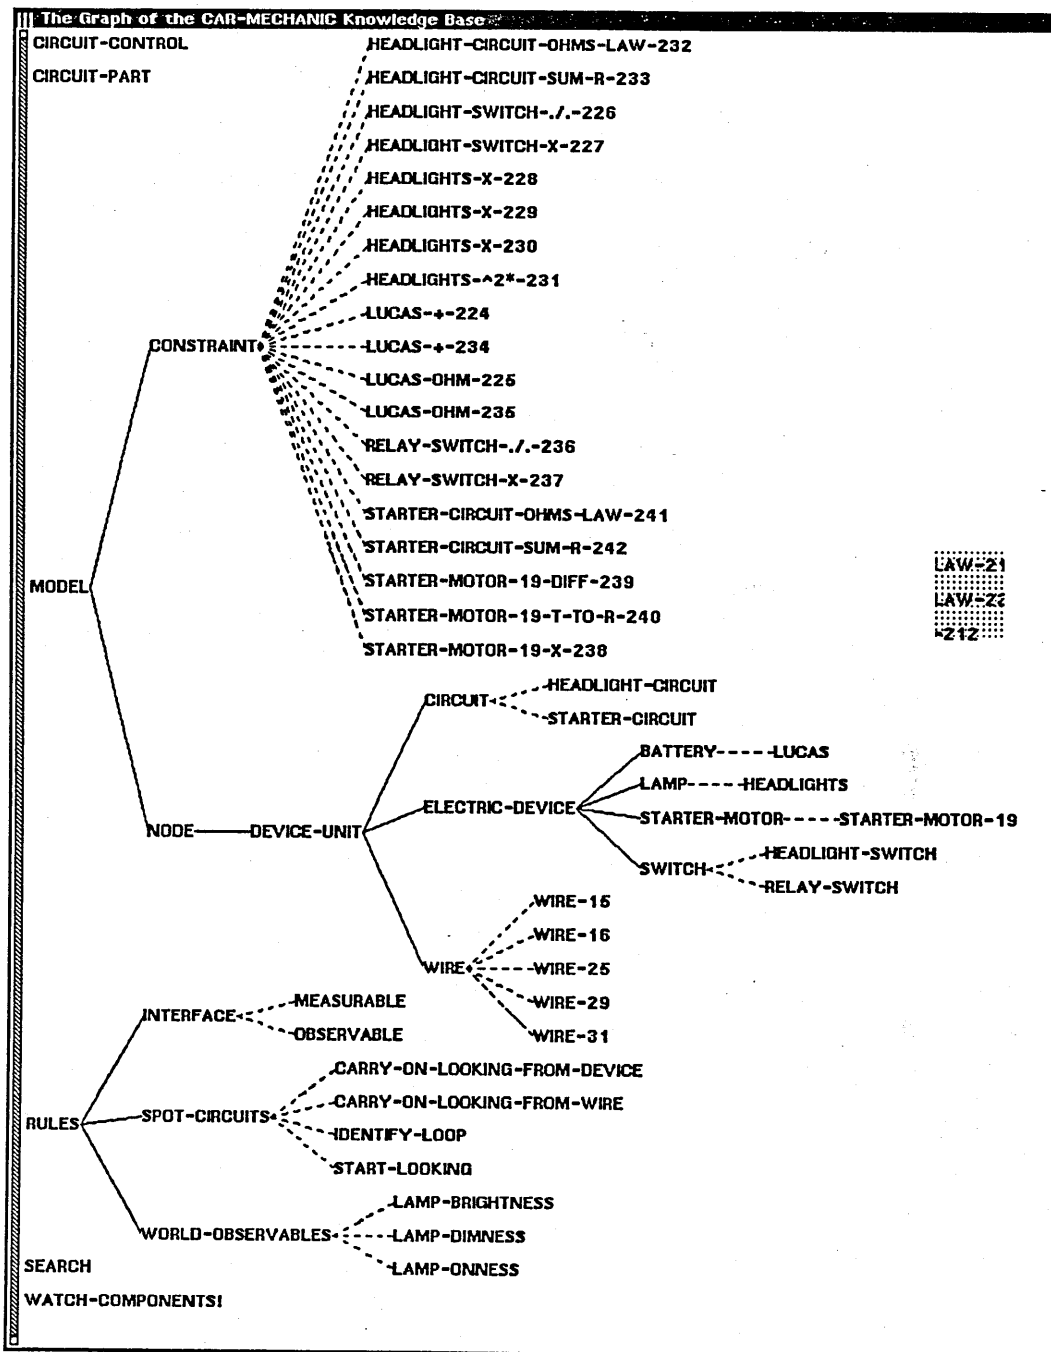 The Graph of the CAR-MECHANIC Knowledge Base
CIRCUIT-CONTROL
CIRCUIT-PART
HEADLIGHT-CIRCUIT-OHMS-LAW-232
HEADLIGHT-CIRCUIT-SUM-R-233
HEADLIGHT-SWITCH-./.-226
HEADLIGHT-SWITCH-X-227
HEADLIGHTS-X-228
HEADLIGHTS-X-229
HEADLIGHTS-X-230
HEADLIGHTS-^2*-231
LUCAS-+-224
CONSTRAINT
LUCAS-+-234
LUCAS-OHM-225
LUCAS-OHM-235
RELAY-SWITCH-./.-236
RELAY-SWITCH-X-237
STARTER-CIRCUIT-OHMS-LAW-241
STARTER-CIRCUIT-SUM-R-242
MODEL
STARTER-MOTOR-19-DIFF-239
STARTER-MOTOR-19-T-TO-R-240
STARTER-MOTOR-19-X-238
LAW-21
LAW-22
-212
CIRCUIT
HEADLIGHT-CIRCUIT
STARTER-CIRCUIT
BATTERY
LUCAS
LAMP
HEADLIGHTS
ELECTRIC-DEVICE
STARTER-MOTOR
STARTER-MOTOR-19
NODE
DEVICE-UNIT
SWITCH
HEADLIGHT-SWITCH
RELAY-SWITCH
WIRE-15
WIRE-16
WIRE
WIRE-25
WIRE-29
WIRE-31
INTERFACE
MEASURABLE
OBSERVABLE
CARRY-ON-LOOKING-FROM-DEVICE
CARRY-ON-LOOKING-FROM-WIRE
RULES
SPOT-CIRCUITS
IDENTIFY-LOOP
START-LOOKING
LAMP-BRIGHTNESS
WORLD-OBSERVABLES
LAMP-DIMNESS
LAMP-ONNESS
SEARCH
WATCH-COMPONENTS!